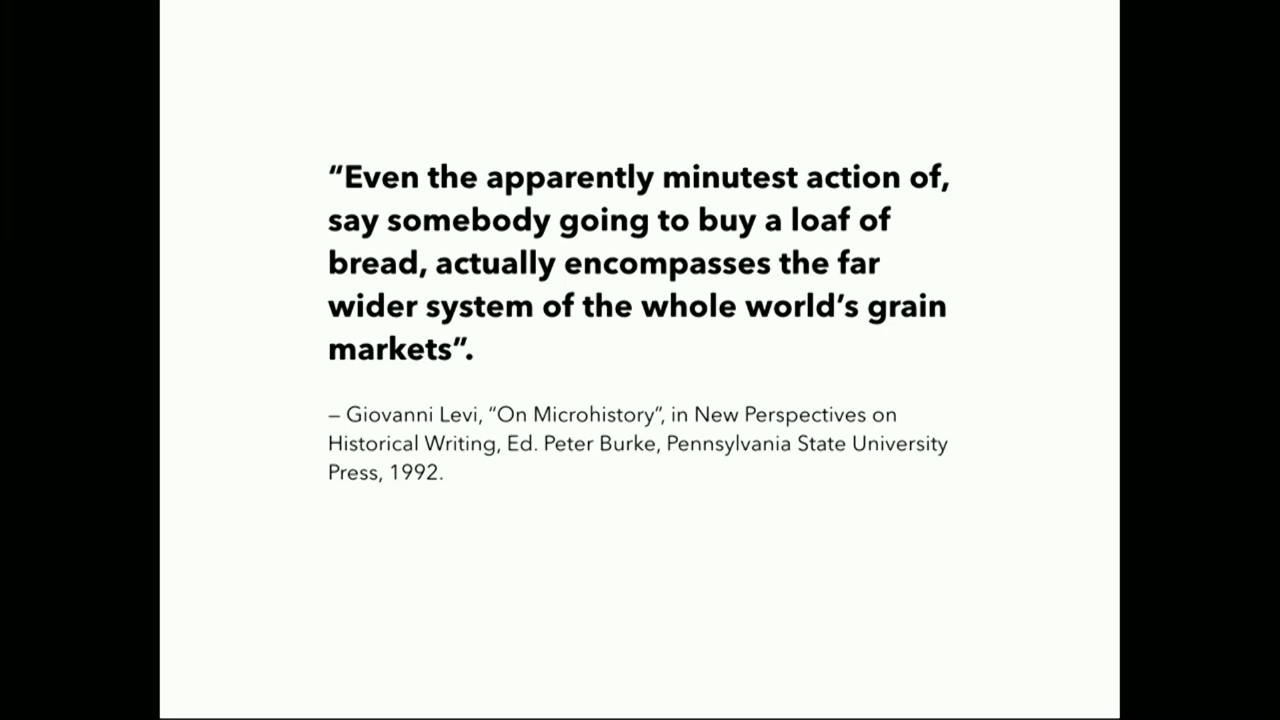 “Even the apparently minutest action of,
say somebody going to buy a loaf of
bread, actually encompasses the far
wider system of the whole world’s grain
markets”.
– Giovanni Levi, “On Microhistory”, in New Perspectives on
Historical Writing, Ed. Peter Burke, Pennsylvania State University
Press, 1992.